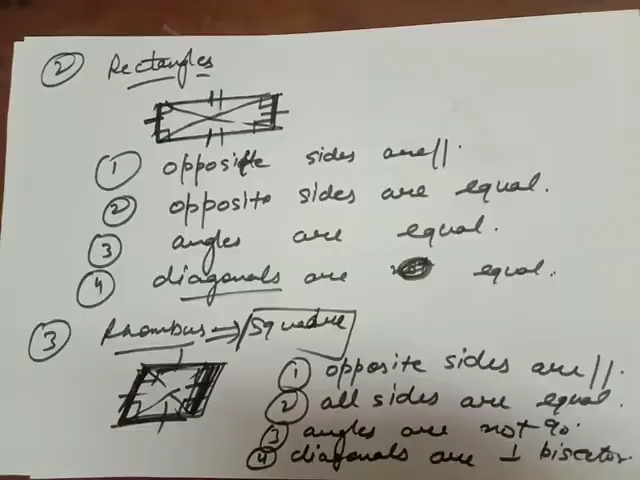 ② Rectangles
① opposite sides are ||.
② opposite sides are equal.
③ angles are equal.
④ diagonals are equal.
③ Rhombus → Square
① opposite sides are ||.
② all sides are equal.
③ angles are not 90
④ diagonals are ⊥ bisector